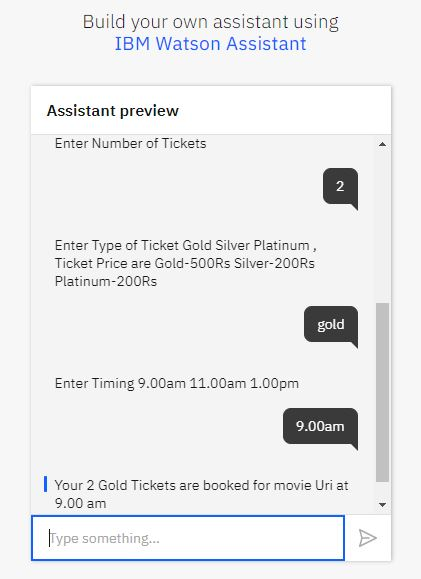 Build your own assistant using
IBM Watson Assistant
Assistant preview
Enter Number of Tickets
2
Enter Type of Ticket Gold Silver Platinum ,
Ticket Price are Gold-500Rs Silver-200Rs
Platinum-200Rs
gold
Enter Timing 9.00am 11.00am 1.00pm
9.00am
Your 2 Gold Tickets are booked for movie Uri at
9.00 am
Type something...